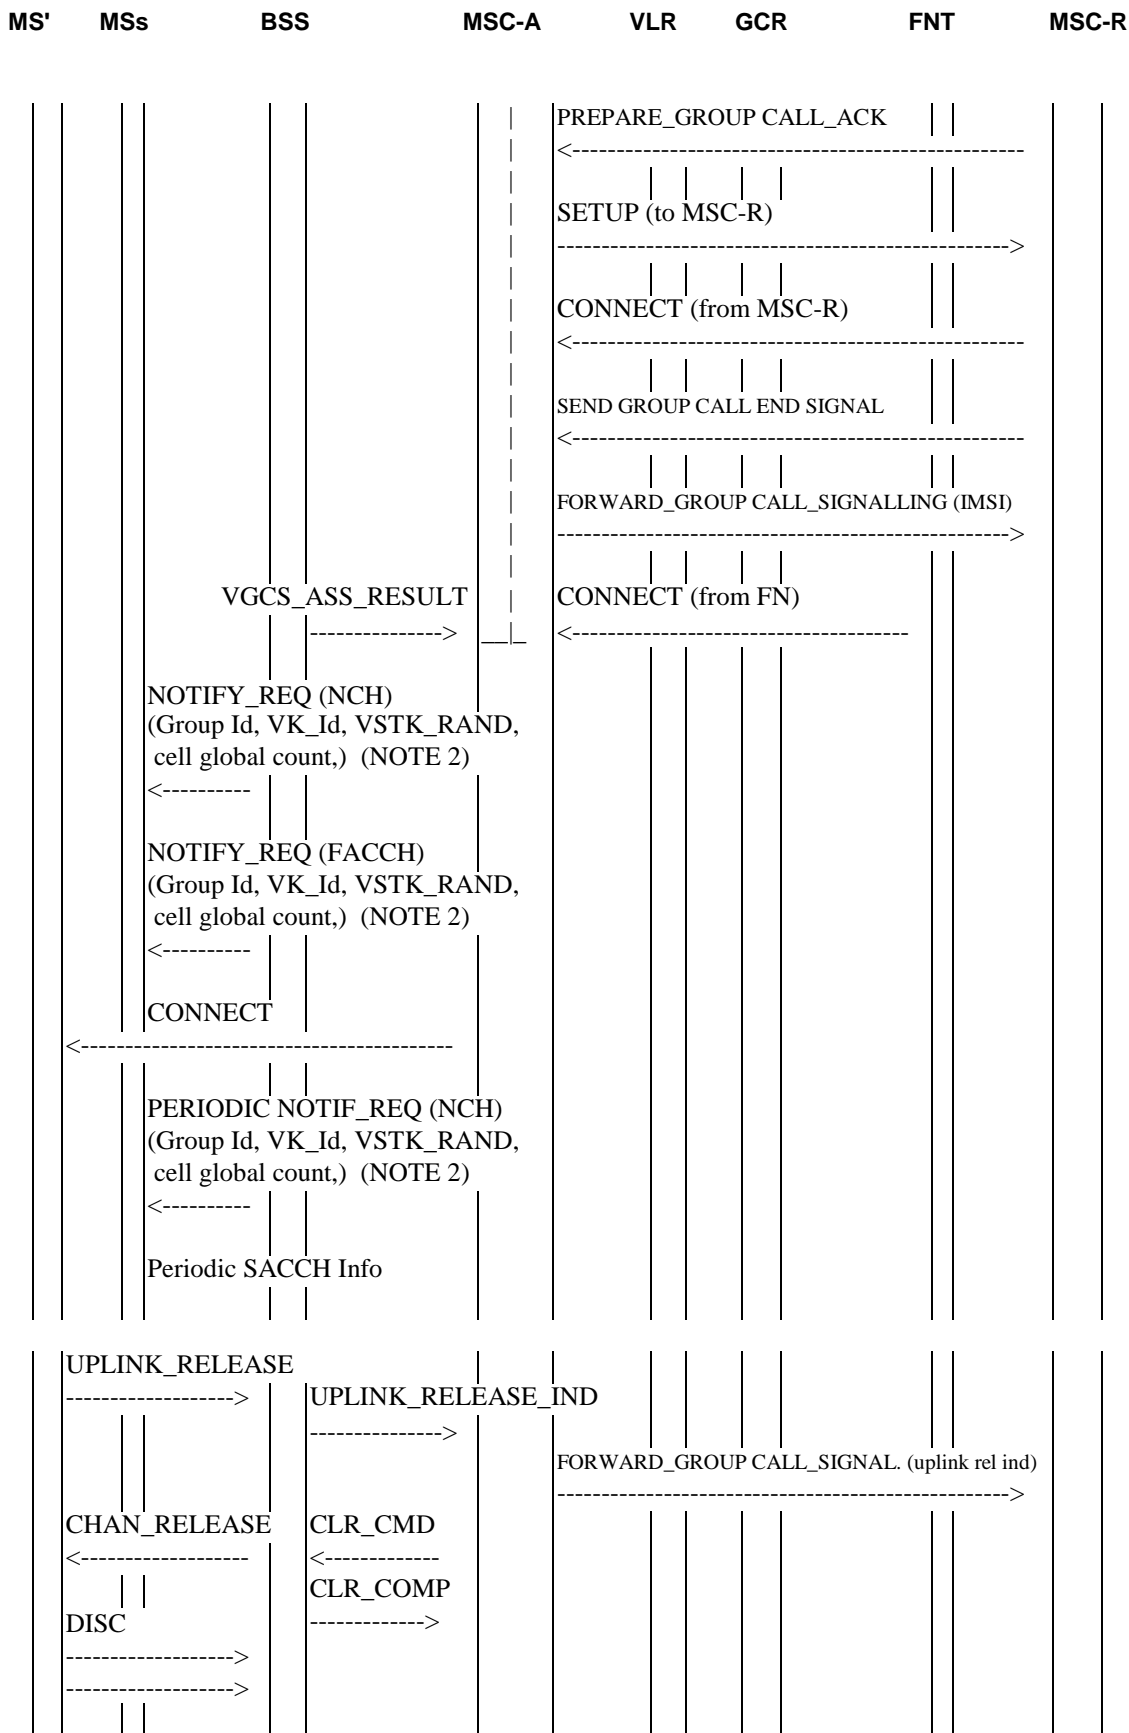 MS' MSs BSS MSC-A VLR GCR FNT MSC-R
PREPARE_GROUP CALL_ACK
<---------------------------------------------------
SETUP (to MSC-R)
--------------------------------------------------->
CONNECT (from MSC-R)
<---------------------------------------------------
SEND GROUP CALL END SIGNAL
<---------------------------------------------------
FORWARD_GROUP CALL_SIGNALLING (IMSI)
--------------------------------------------------->
VGCS_ASS_RESULT CONNECT (from FN)
---------------> __|_ <--------------------------------------
NOTIFY_REQ (NCH)
(Group Id, VK_Id, VSTK_RAND,
cell global count,) (NOTE 2)
<----------
NOTIFY_REQ (FACCH)
(Group Id, VK_Id, VSTK_RAND,
cell global count,) (NOTE 2)
<----------
CONNECT
<------------------------------------------
PERIODIC NOTIF_REQ (NCH)
(Group Id, VK_Id, VSTK_RAND,
cell global count,) (NOTE 2)
<----------
Periodic SACCH Info
UPLINK_RELEASE
-------------------> UPLINK_RELEASE_IND
--------------->
FORWARD_GROUP CALL_SIGNAL. (uplink rel ind)
--------------------------------------------------->
CHAN_RELEASE CLR_CMD
<------------------- <-------------
CLR_COMP
DISC ------------->
------------------->
------------------->